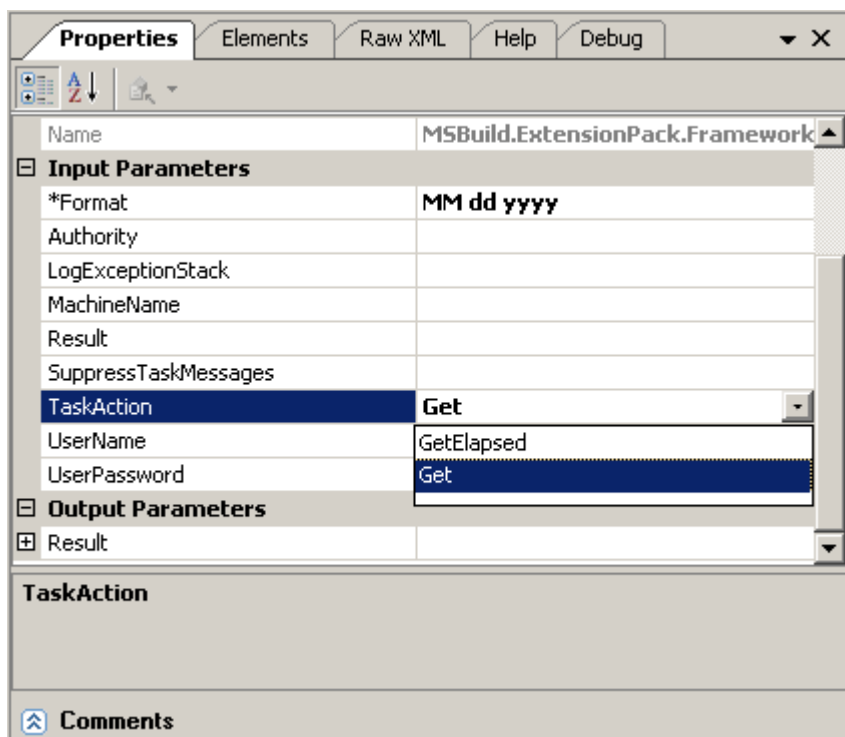 Properties Elements Raw XML Help Debug
Name MSBuild.ExtensionPack.Framework
Input Parameters
*Format MM dd yyyy
Authority
LogExceptionStack
MachineName
Result
SuppressTaskMessages
TaskAction Get
UserName GetElapsed
UserPassword Get
Output Parameters
Result
TaskAction
Comments